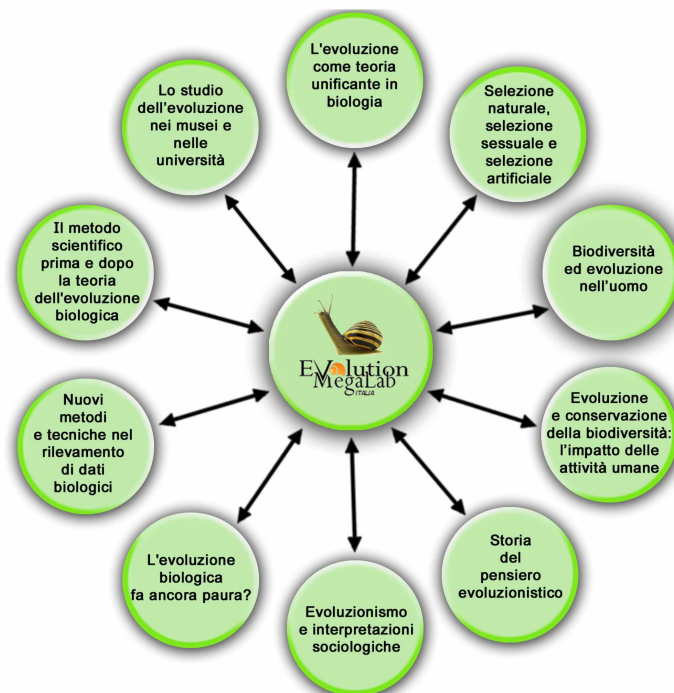 L'evoluzione
come teoria
unificante in
biologia
Selezione
naturale,
selezione
sessuale e
selezione
artificiale
Biodiversità
ed evoluzione
nell'uomo
Evoluzione
e conservazione
della biodiversità:
l'impatto delle
attività umane
Storia
del
pensiero
evoluzionistico
Evoluzionismo
e interpretazioni
sociologiche
L'evoluzione
biologica
fa ancora paura?
Nuovi
metodi
e tecniche nel
rilevamento
di dati
biologici
Il metodo
scientifico
prima e dopo
la teoria
dell'evoluzione
biologica
Lo studio
dell'evoluzione
nei musei e
nelle
università
Evolution
MegaLab
ITALIA